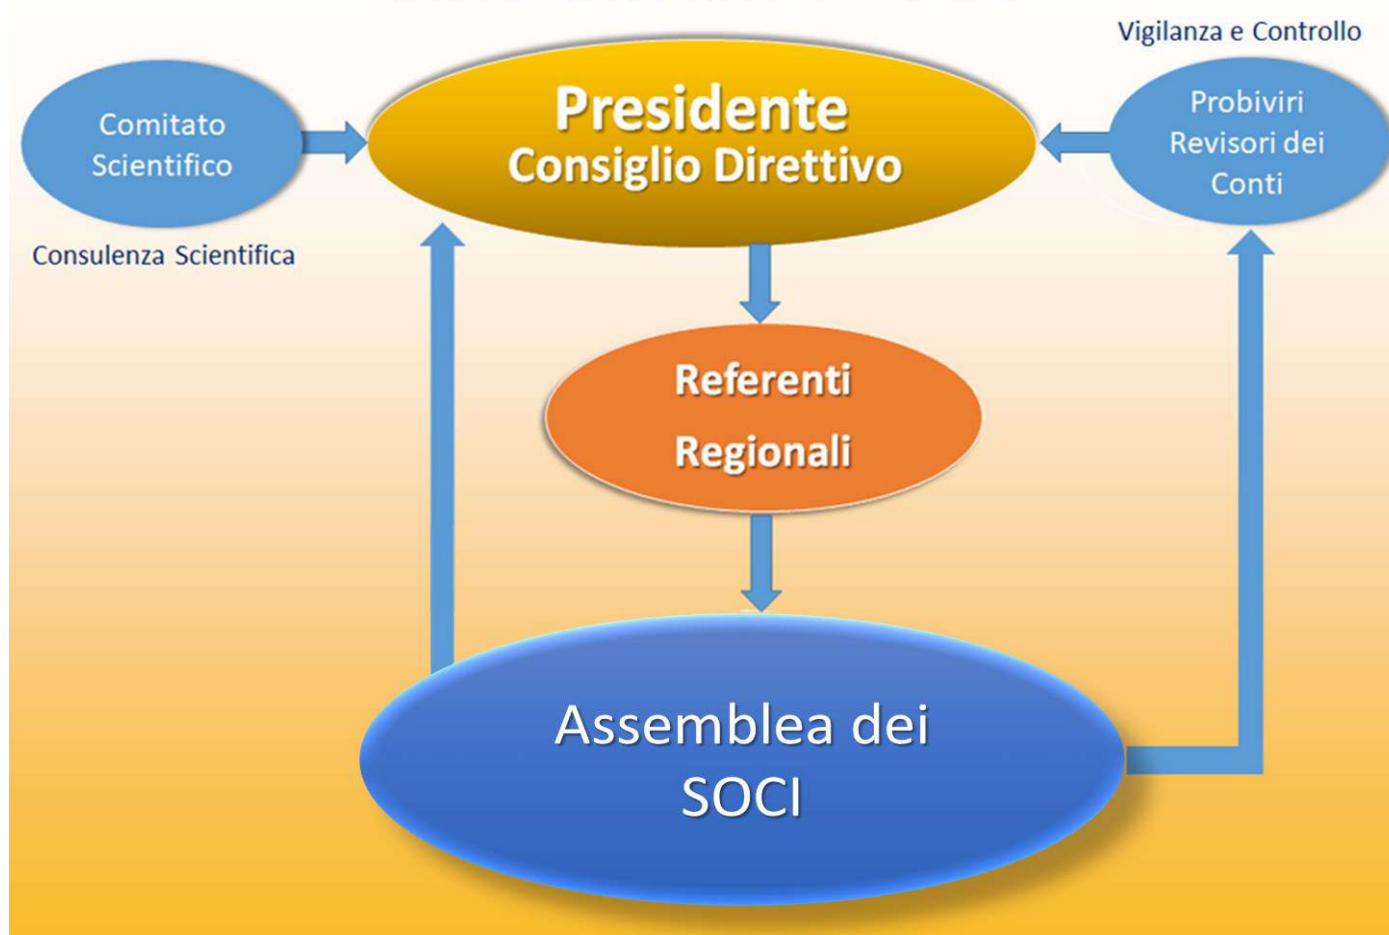 Vigilanza e Controllo
Comitato
Scientifico
Presidente
Consiglio Direttivo
Probiviri
Revisori dei
Conti
Consulenza Scientifica
Referenti
Regionali
Assemblea dei
SOCI